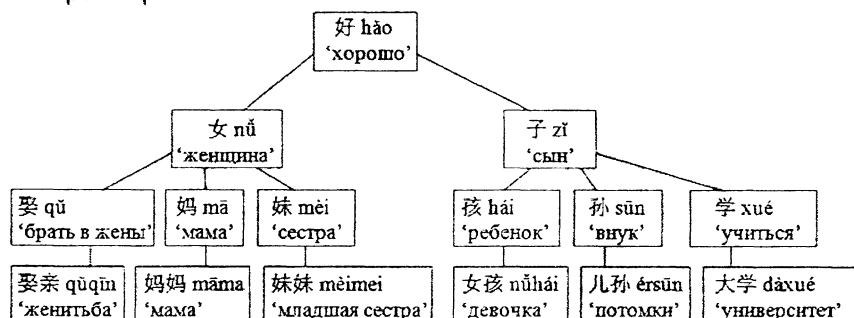 好 hǎo
‘хорошо’
女 nǚ
‘женщина’
子 zǐ
‘сын’
娶 qǔ
‘брать в жены’
妈 mā
‘мама’
妹 mèi
‘сестра’
孩 hái
‘ребенок’
孙 sūn
‘внук’
学 xué
‘учиться’
娶亲 qǔqīn
‘женитьба’
妈妈 māma
‘мама’
妹妹 mèimei
‘младшая сестра’
女孩 nǚhái
‘девочка’
儿孙 érsūn
‘потомки’
大学 dàxué
‘университет’